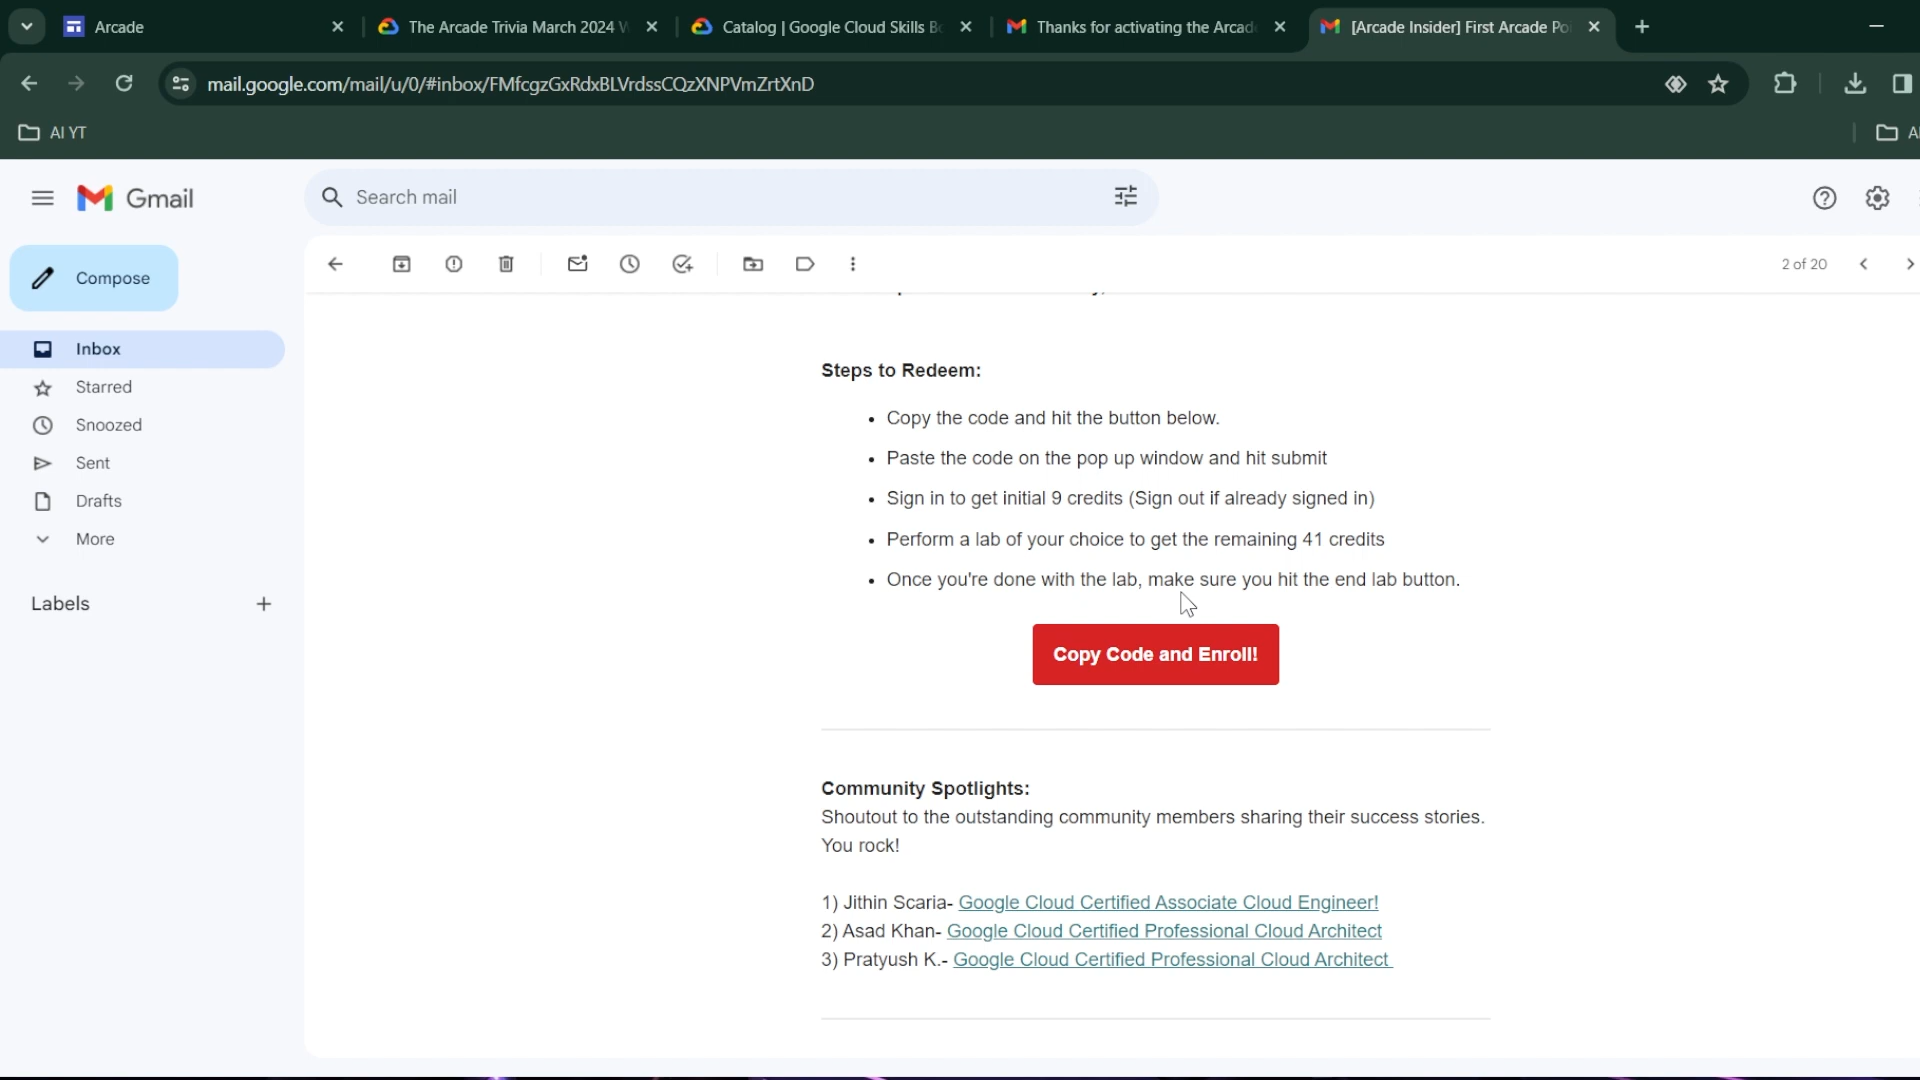 Arcade
The Arcade Trivia March 2024 W
Catalog | Google Cloud Skills Bo
Thanks for activating the Arcade
[Arcade Insider] First Arcade Poi
mail.google.com/mail/u/0/#inbox/FMfcgzGxRdxBLVrdssCQzXNPVmZrtXnD
AI YT
Gmail
Search mail
Compose
2 of 20
Inbox
Starred
Snoozed
Sent
Drafts
More
Labels
Steps to Redeem:
• Copy the code and hit the button below.
• Paste the code on the pop up window and hit submit
• Sign in to get initial 9 credits (Sign out if already signed in)
• Perform a lab of your choice to get the remaining 41 credits
• Once you're done with the lab, make sure you hit the end lab button.
Copy Code and Enroll!
Community Spotlights:
Shoutout to the outstanding community members sharing their success stories.
You rock!
1) Jithin Scaria- Google Cloud Certified Associate Cloud Engineer!
2) Asad Khan- Google Cloud Certified Professional Cloud Architect
3) Pratyush K.- Google Cloud Certified Professional Cloud Architect